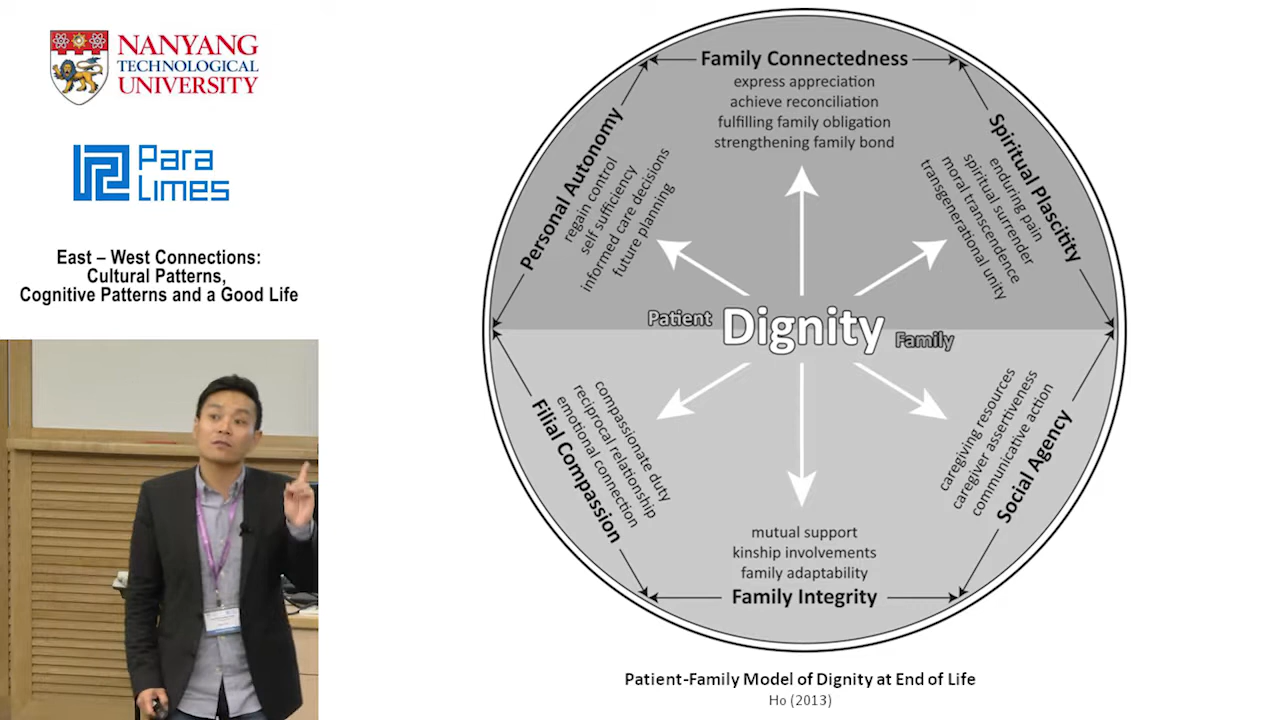 NANYANG
TECHNOLOGICAL
UNIVERSITY
Para
Limes
East – West Connections:
Cultural Patterns,
Cognitive Patterns and a Good Life
Family Connectedness
express appreciation
achieve reconciliation
fulfilling family obligation
strengthening family bond
Personal Autonomy
regain control
self sufficiency
informed care decisions
future planning
Spiritual Plascitity
enduring pain
spiritual surrender
moral transcendence
transgenerational unity
Patient
Dignity
Family
Filial Compassion
compassionate duty
reciprocal relationship
emotional connection
caregiving resources
caregiver assertiveness
communicative action
Social Agency
mutual support
kinship involvements
family adaptability
Family Integrity
Patient-Family Model of Dignity at End of Life
Ho (2013)